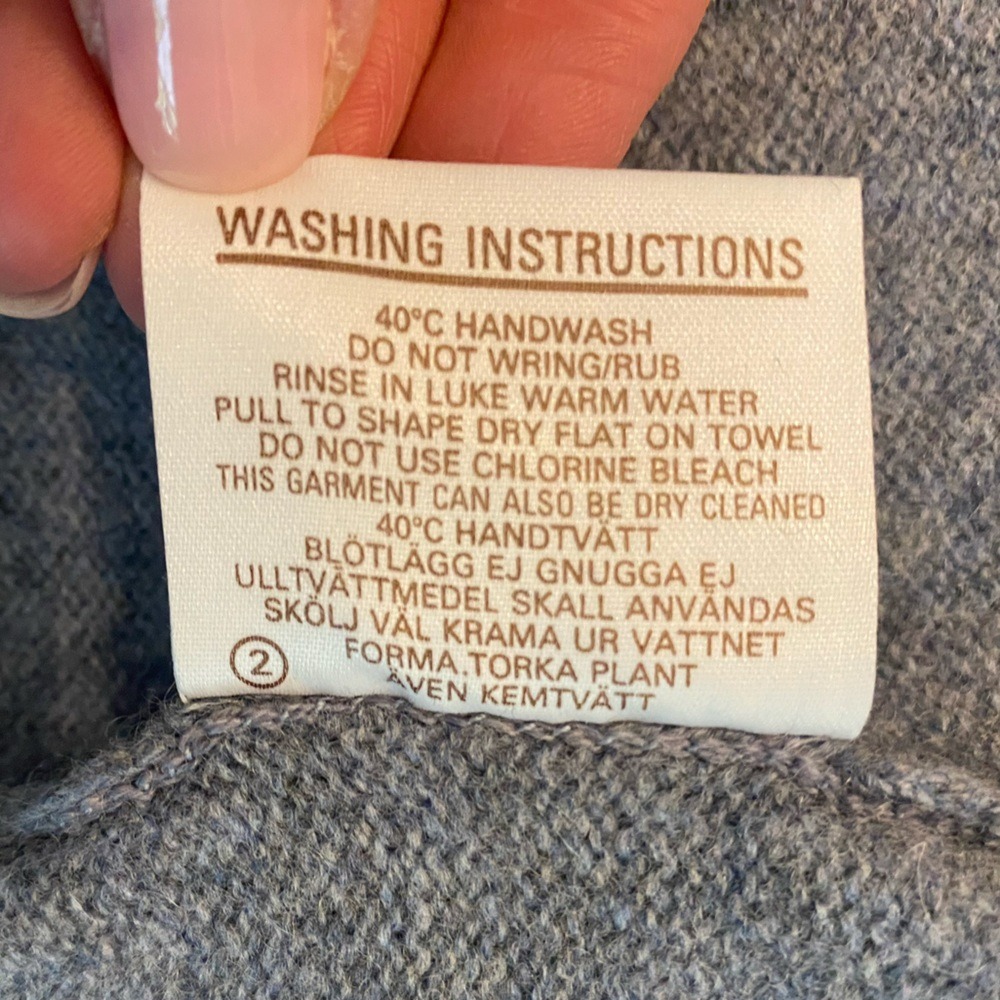 WASHING INSTRUCTIONS
40°C HANDWASH
DO NOT WRING/RUB
RINSE IN LUKE WARM WATER
PULL TO SHAPE DRY FLAT ON TOWEL
DO NOT USE CHLORINE BLEACH
THIS GARMENT CAN ALSO BE DRY CLEANED
40°C HANDTVÄTT
BLÖTLÄGG EJ GNUGGA EJ
ULLTVÄTTMEDEL SKALL ANVÄNDAS
SKÖLJ VÄL KRAMA UR VATTNET
FORMA.TORKA PLANT
ÄVEN KEMTVÄTT
2